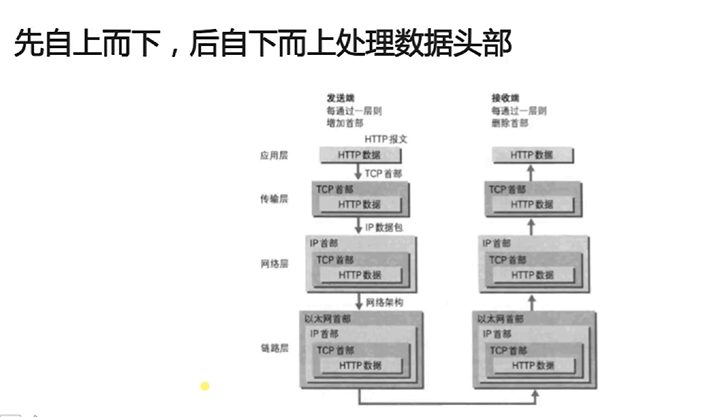 先自上而下，后自下而上处理数据头部
发送端
每通过一层则
增加首部
接收端
每通过一层则
删除首部
HTTP 报文
应用层
HTTP 数据
HTTP 数据
TCP 首部
传输层
TCP 首部
HTTP 数据
TCP 首部
HTTP 数据
IP 数据包
网络层
IP 首部
TCP 首部
HTTP 数据
IP 首部
TCP 首部
HTTP 数据
网络架构
链路层
以太网首部
IP 首部
TCP 首部
HTTP 数据
以太网首部
IP 首部
TCP 首部
HTTP 数据